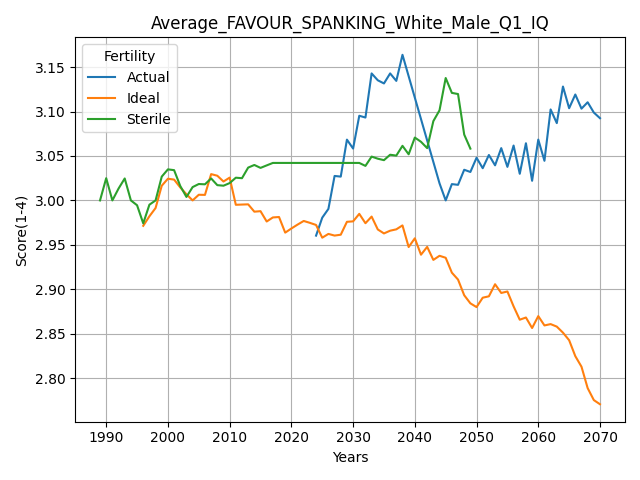 Average_FAVOUR_SPANKING_White_Male_Q1_IQ
Fertility
Actual
Ideal
Sterile
Score(1-4)
3.15
3.10
3.05
3.00
2.95
2.90
2.85
2.80
1990 2000 2010 2020 2030 2040 2050 2060 2070
Years